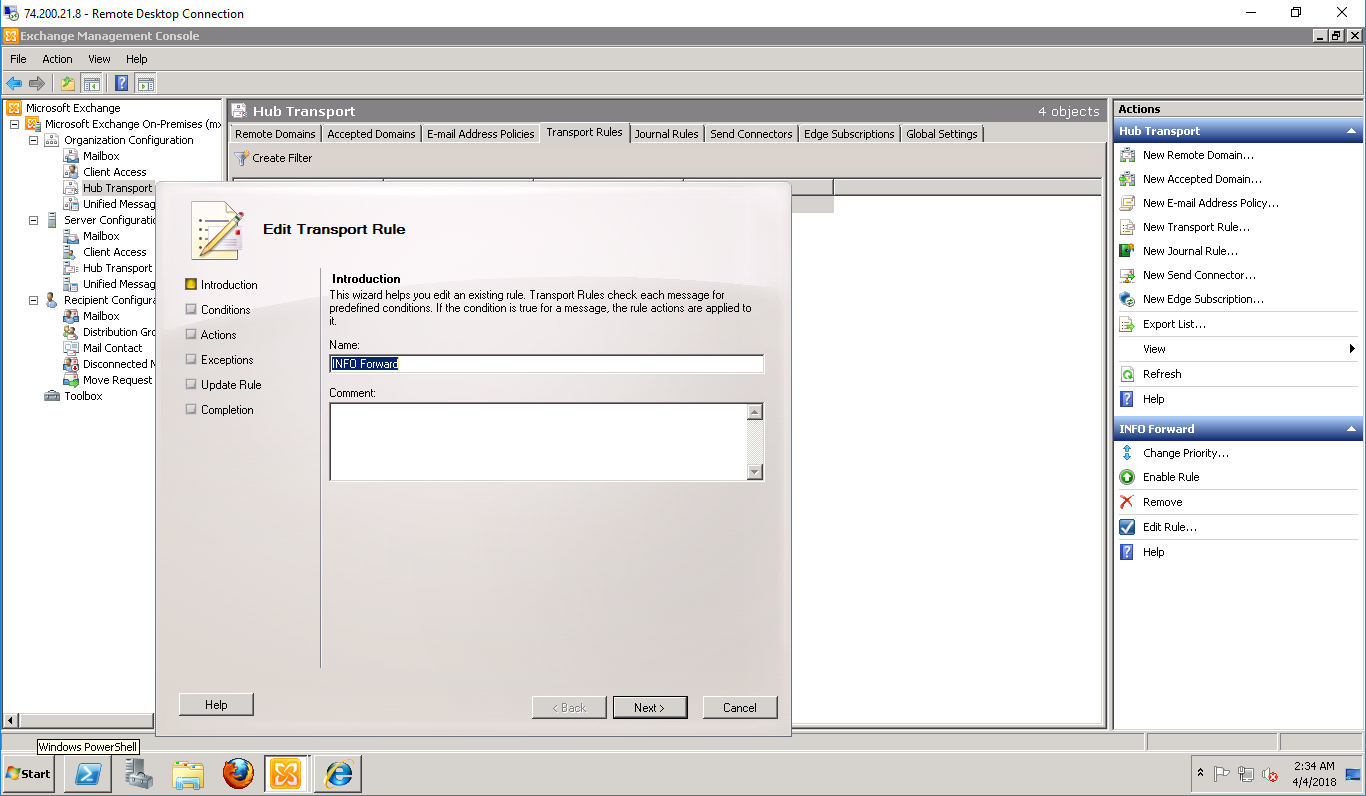 74.200.21.8 - Remote Desktop Connection
Exchange Management Console
File Action View Help
Microsoft Exchange
Microsoft Exchange On-Premises (mx
Organization Configuration
Mailbox
Client Access
Hub Transport
Unified Messag
Server Configuratio
Mailbox
Client Access
Hub Transport
Unified Messag
Recipient Configura
Mailbox
Distribution Gro
Mail Contact
Disconnected M
Move Request
Toolbox
Hub Transport 4 objects
Remote Domains Accepted Domains E-mail Address Policies Transport Rules Journal Rules Send Connectors Edge Subscriptions Global Settings
Create Filter
Edit Transport Rule
Introduction
Conditions
Actions
Exceptions
Update Rule
Completion
Introduction
This wizard helps you edit an existing rule. Transport Rules check each message for
predefined conditions. If the condition is true for a message, the rule actions are applied to
it.
Name:
INFO Forward
Comment:
Help < Back Next > Cancel
Actions
Hub Transport
New Remote Domain...
New Accepted Domain...
New E-mail Address Policy...
New Transport Rule...
New Journal Rule...
New Send Connector...
New Edge Subscription...
Export List...
View
Refresh
Help
INFO Forward
Change Priority...
Enable Rule
Remove
Edit Rule...
Help
Windows PowerShell
Start
2:34 AM
4/4/2018